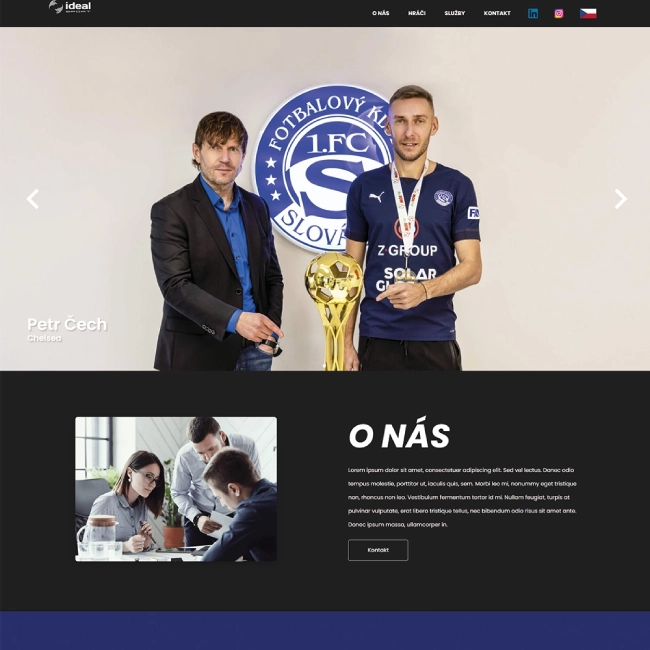 ideal
SPORT
O NÁS
HRÁČI
SLUŽBY
KONTAKT
FOTBALOVÝ
1.FC
S
SLOVÁ
Z GROUP
SOLAR
Petr Čech
Chelsea
O NÁS
Lorem ipsum dolor sit amet, consectetuer adipiscing elit. Sed vel lectus. Donec odio
tempus molestie, porttitor ut, iaculis quis, sem. Morbi leo mi, nonummy eget tristique
non, rhoncus non leo. Vestibulum fermentum tortor id mi. Nullam feugiat, turpis at
pulvinar vulputate, erat libero tristique tellus, nec bibendum odio risus sit amet ante.
Donec ipsum massa, ullamcorper in.
Kontakt